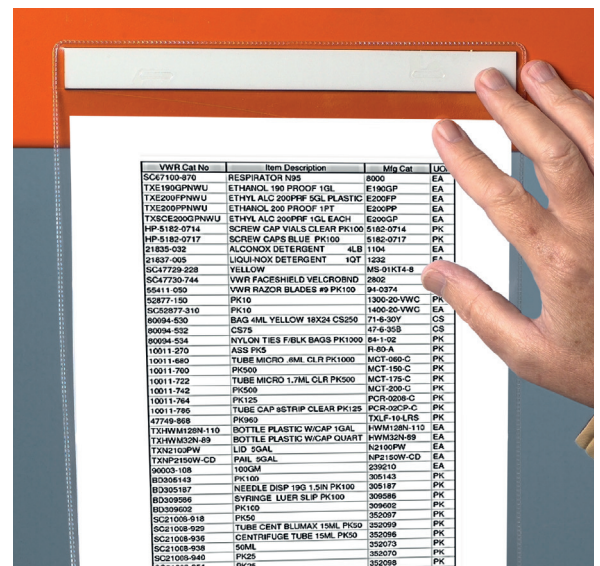 VWR Cat No Item Description Mfg Cat UO
SC67100-870 RESPIRATOR N95 8000 EA
TXE190GPNWU ETHANOL 190 PROOF 1GL E190GP EA
TXE200FPNWU ETHYL ALC 200PRF 5GL PLASTIC E200FP EA
TXE200PPNWU ETHANOL 200 PROOF 1PT E200PP EA
TXSCE200GPNWU ETHYL ALC 200PRF 1GL EACH E200GP EA
HP-5182-0714 SCREW CAP VIALS CLEAR PK100 5182-0714 PK
HP-5182-0717 SCREW CAPS BLUE PK100 5182-0717 PK
21835-032 ALCONOX DETERGENT 4LB 1104 EA
21837-005 LIQUI-NOX DETERGENT 1QT 1232 EA
SC47729-228 YELLOW MS-01KT4-8
SC47730-744 VWR FACESHIELD VELCROBND 2802
55411-050 VWR RAZOR BLADES #9 PK100 94-0374
52877-150 PK10 1300-20-VWC PK
SC52877-310 PK10 1400-20-VWC EA
80094-530 BAG 4ML YELLOW 18X24 CS250 71-6-30Y CS
80094-532 CS75 47-6-35B CS
80094-534 NYLON TIES F/BLK BAGS PK1000 64-1-02 PK
10011-270 ASS PK5 R-80-A PK
10011-680 TUBE MICRO .6ML CLR PK1000 MCT-060-C PK
10011-700 PK500 MCT-150-C PK
10011-722 TUBE MICRO 1.7ML CLR PK500 MCT-175-C PK
10011-742 PK500 MCT-200-C PK
10011-764 PK125 PCR-0208-C PK
10011-786 TUBE CAP 8STRIP CLEAR PK125 PCR-02CP-C PK
47749-868 PK960 TXLF-10-LRS PK
TXHWM128N-110 BOTTLE PLASTIC W/CAP 1GAL HWM128N-110 EA
TXHWM32N-89 BOTTLE PLASTIC W/CAP QUART HWM32N-89 EA
TXN2100PW LID 5GAL N2100PW EA
TXNP2150W-CD PAIL 5GAL NP2150W-CD EA
90003-108 100GM 239210 EA
BD305143 PK100 305143 PK
BD305187 NEEDLE DISP 19G 1.5IN PK100 305187 PK
BD309586 SYRINGE LUER SLIP PK100 309586 PK
BD309602 PK100 309602 PK
SC21008-918 PK50 352097 PK
SC21008-929 TUBE CENT BLUMAX 15ML PK50 352099 PK
SC21008-936 CENTRIFUGE TUBE 15ML PK50 352096 PK
SC21008-938 50ML 352073 PK
SC21008-940 PK25 352070 PK
PK25 352098 PK